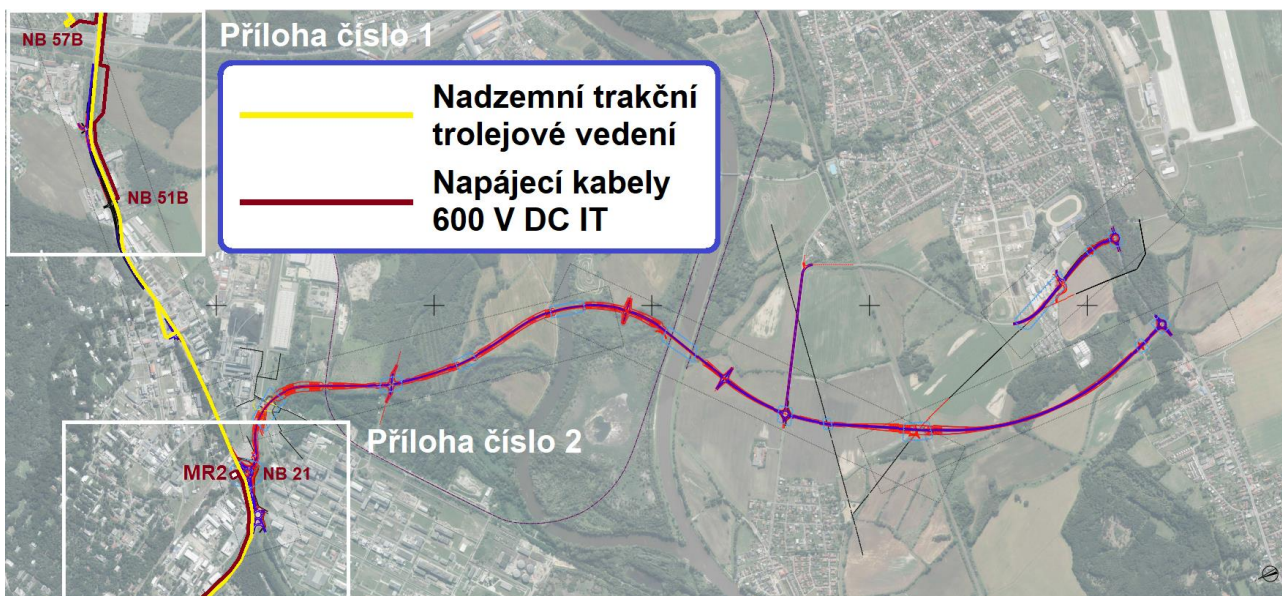 NB 57B
Příloha číslo 1
Nadzemní trakční
trolejové vedení
Napájecí kabely
600 V DC IT
NB 51B
Příloha číslo 2
MR2
NB 21